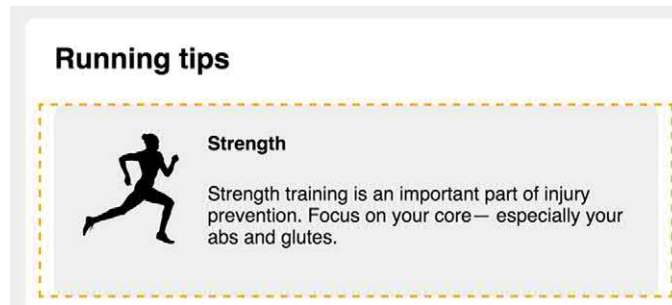 Running tips
Strength
Strength training is an important part of injury
prevention. Focus on your core— especially your
abs and glutes.